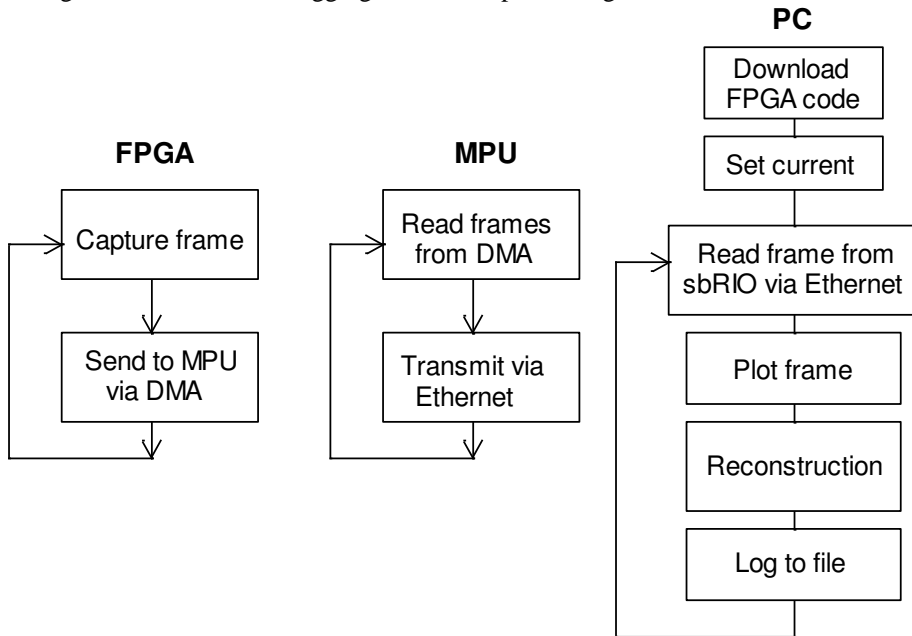 PC
Download
FPGA code
Set current
Read frame from
sbRIO via Ethernet
Plot frame
Reconstruction
Log to file
FPGA
Capture frame
Send to MPU
via DMA
MPU
Read frames
from DMA
Transmit via
Ethernet